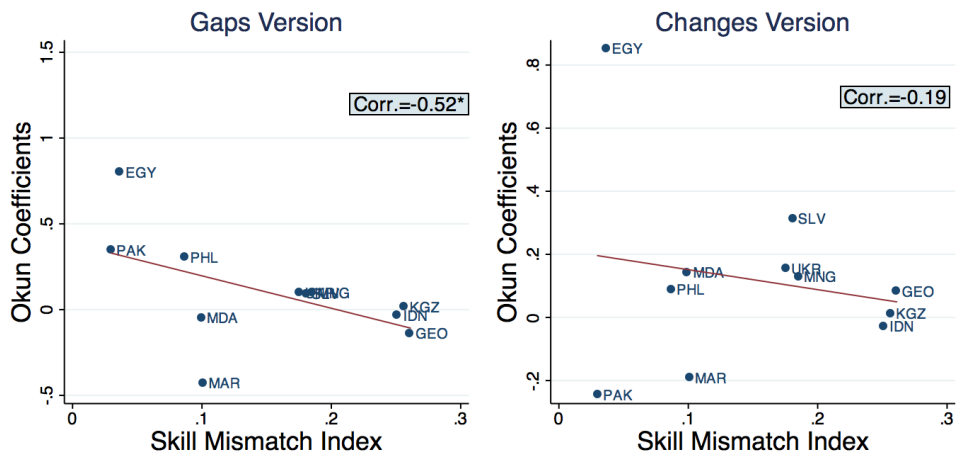 Gaps Version
Okun Coefficients
1.5
1
.5
0
-.5
Corr.=-0.52*
EGY
PAK
PHL
MNG
KGZ
IDN
MDA
GEO
MAR
0
.1
.2
.3
Skill Mismatch Index
Changes Version
Okun Coefficients
.8
.6
.4
.2
0
-.2
EGY
Corr.=-0.19
SLV
UKR
MDA
MNG
PHL
GEO
KGZ
IDN
MAR
PAK
0
.1
.2
.3
Skill Mismatch Index